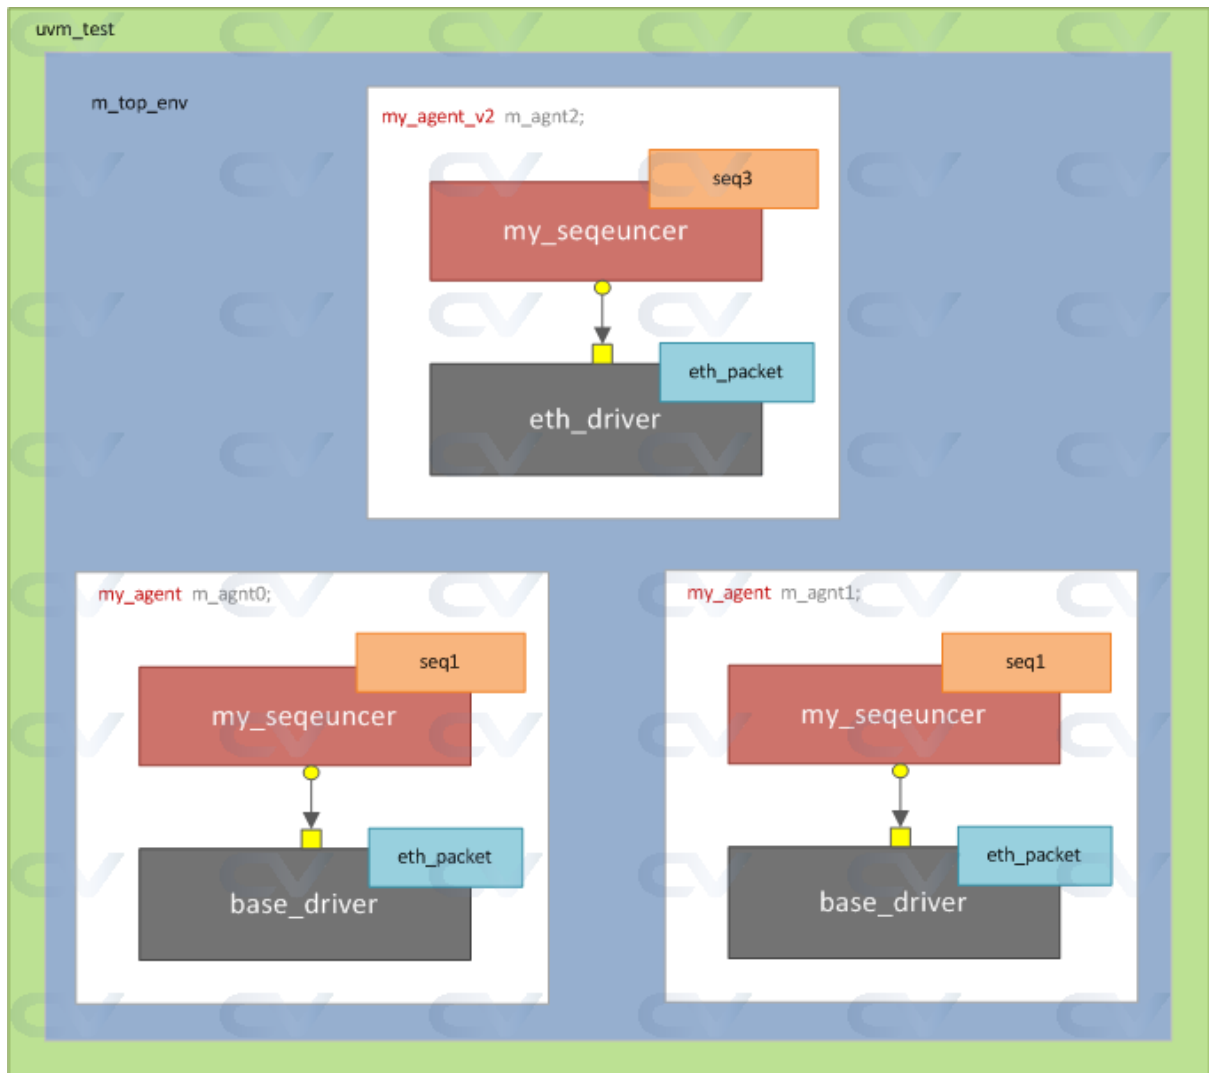 uvm_test
m_top_env
my_agent_v2 m_agnt2;
seq3
my_seqeuncer
eth_packet
eth_driver
my_agent m_agnt0;
seq1
my_seqeuncer
eth_packet
base_driver
my_agent m_agnt1;
seq1
my_seqeuncer
eth_packet
base_driver